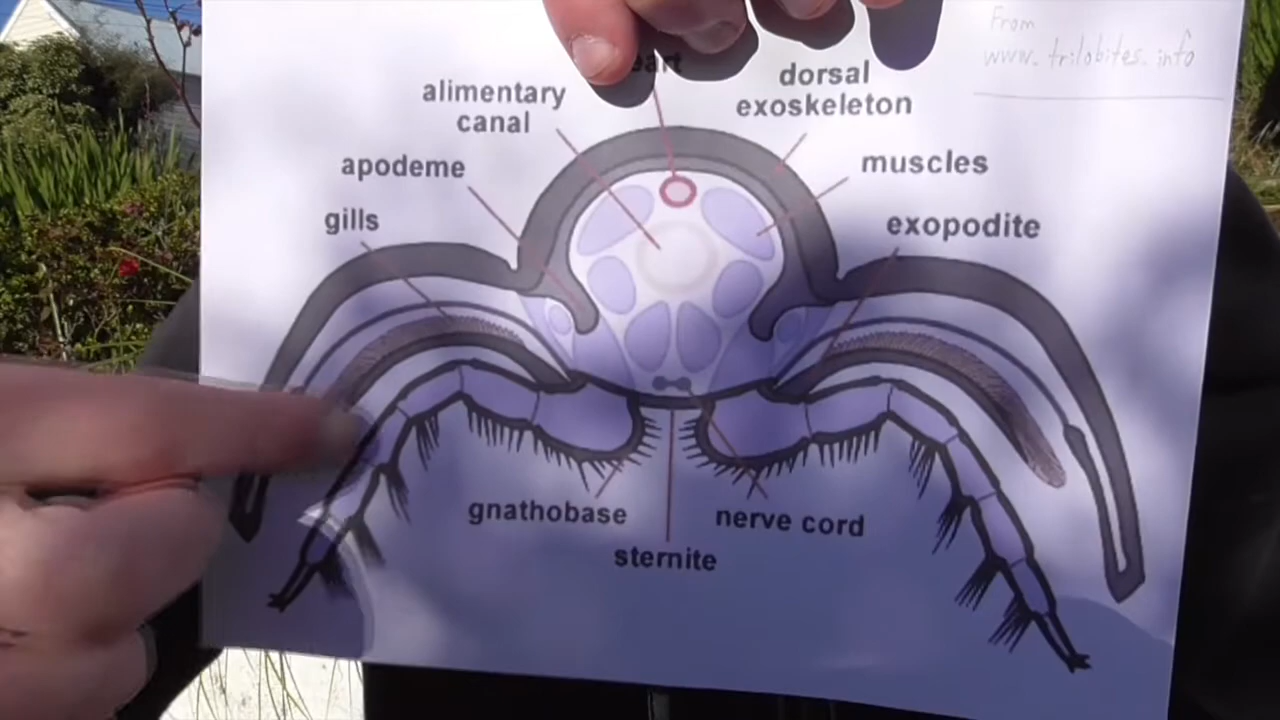 From
www.trilobites.info
dorsal
exoskeleton
alimentary
canal
apodeme
muscles
gills
exopodite
gnathobase
nerve cord
sternite